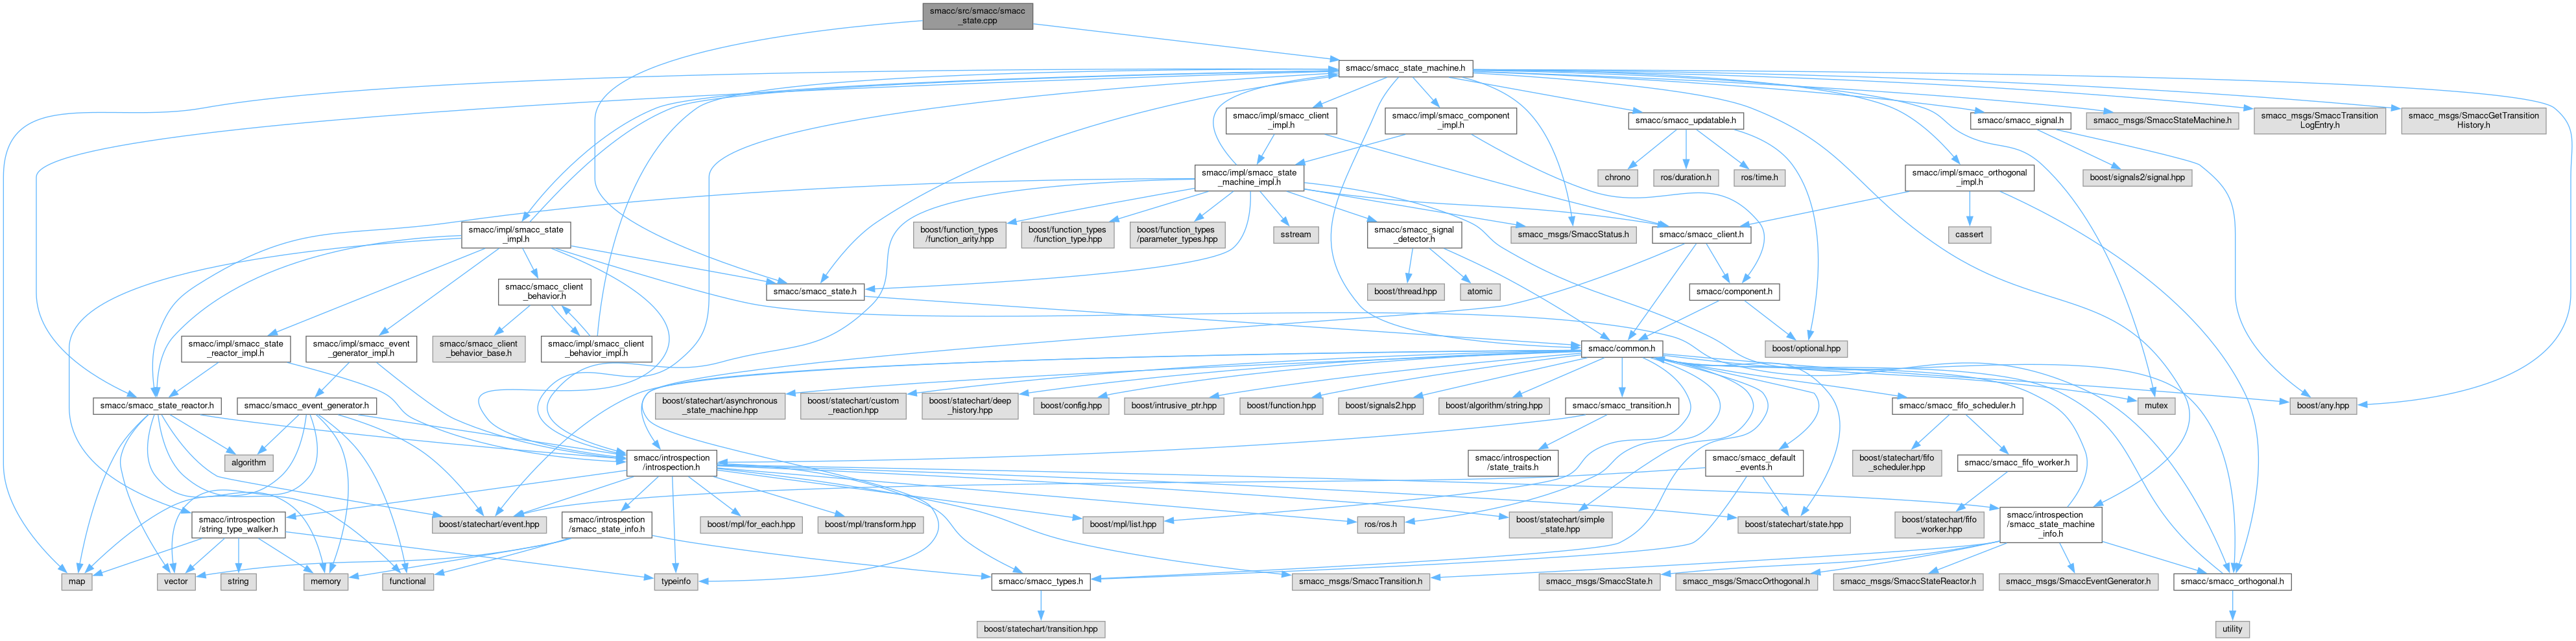 smacc/src/smacc/smacc
_state.cpp
smacc/smacc_state_machine.h
smacc/impl/smacc_client
_impl.h
smacc/impl/smacc_component
_impl.h
smacc/smacc_updatable.h
smacc/smacc_signal.h
smacc_msgs/SmaccStateMachine.h
smacc_msgs/SmaccTransition
LogEntry.h
smacc_msgs/SmaccGetTransition
History.h
smacc/impl/smacc_state
_machine_impl.h
chrono
ros/duration.h
ros/time.h
smacc/impl/smacc_orthogonal
_impl.h
boost/signals2/signal.hpp
smacc/impl/smacc_state
_impl.h
boost/function_types
/function_arity.hpp
boost/function_types
/function_type.hpp
boost/function_types
/parameter_types.hpp
sstream
smacc/smacc_signal
_detector.h
smacc_msgs/SmaccStatus.h
smacc/smacc_client.h
cassert
smacc/smacc_client
_behavior.h
smacc/smacc_state.h
boost/thread.hpp
atomic
smacc/component.h
smacc/impl/smacc_state
_reactor_impl.h
smacc/impl/smacc_event
_generator_impl.h
smacc/smacc_client
_behavior_base.h
smacc/impl/smacc_client
_behavior_impl.h
smacc/common.h
boost/optional.hpp
smacc/smacc_state_reactor.h
smacc/smacc_event_generator.h
boost/statechart/asynchronous
_state_machine.hpp
boost/statechart/custom
_reaction.hpp
boost/statechart/deep
_history.hpp
boost/config.hpp
boost/intrusive_ptr.hpp
boost/function.hpp
boost/signals2.hpp
boost/algorithm/string.hpp
smacc/smacc_transition.h
smacc/smacc_fifo_scheduler.h
mutex
boost/any.hpp
algorithm
smacc/introspection
/introspection.h
smacc/introspection
/state_traits.h
smacc/smacc_default
_events.h
boost/statechart/fifo
_scheduler.hpp
smacc/smacc_fifo_worker.h
smacc/introspection
/string_type_walker.h
boost/statechart/event.hpp
smacc/introspection
/smacc_state_info.h
boost/mpl/for_each.hpp
boost/mpl/transform.hpp
boost/mpl/list.hpp
ros/ros.h
boost/statechart/simple
_state.hpp
boost/statechart/state.hpp
boost/statechart/fifo
_worker.hpp
smacc/introspection
/smacc_state_machine
_info.h
map
vector
string
memory
functional
typeinfo
smacc/smacc_types.h
smacc_msgs/SmaccTransition.h
smacc_msgs/SmaccState.h
smacc_msgs/SmaccOrthogonal.h
smacc_msgs/SmaccStateReactor.h
smacc_msgs/SmaccEventGenerator.h
smacc/smacc_orthogonal.h
boost/statechart/transition.hpp
utility